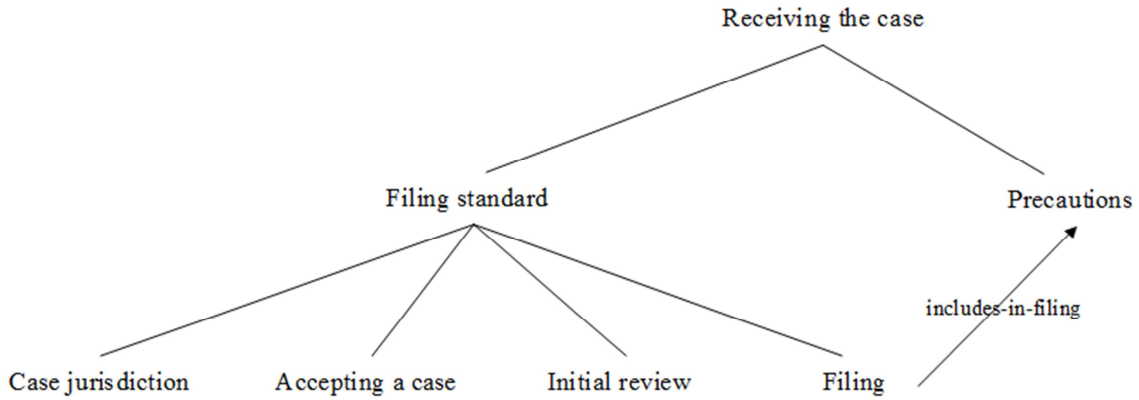 Receiving the case
Filing standard
Precautions
includes-in-filing
Case jurisdiction
Accepting a case
Initial review
Filing